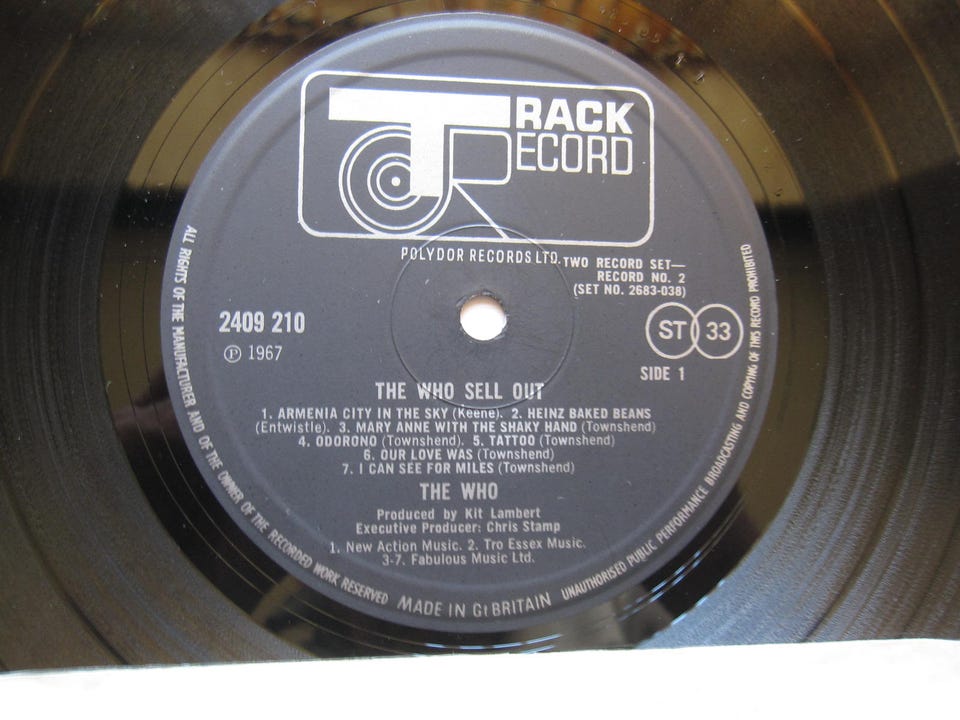 TRACK
RECORD
POLYDOR RECORDS LTD.
TWO RECORD SET—
RECORD NO. 2
(SET NO. 2683-038)
2409 210
ST 33
℗ 1967
SIDE 1
THE WHO SELL OUT
1. ARMENIA CITY IN THE SKY (Keene). 2. HEINZ BAKED BEANS
(Entwistle). 3. MARY ANNE WITH THE SHAKY HAND (Townshend)
4. ODORONO (Townshend). 5. TATTOO (Townshend)
6. OUR LOVE WAS (Townshend)
7. I CAN SEE FOR MILES (Townshend)
THE WHO
Produced by Kit Lambert
Executive Producer: Chris Stamp
1. New Action Music. 2. Tro Essex Music.
3-7. Fabulous Music Ltd.
ALL RIGHTS OF THE MANUFACTURER AND OF THE OWNER OF THE RECORDED WORK RESERVED
MADE IN Gt BRITAIN
UNAUTHORISED PUBLIC PERFORMANCE BROADCASTING AND COPYING OF THIS RECORD PROHIBITED